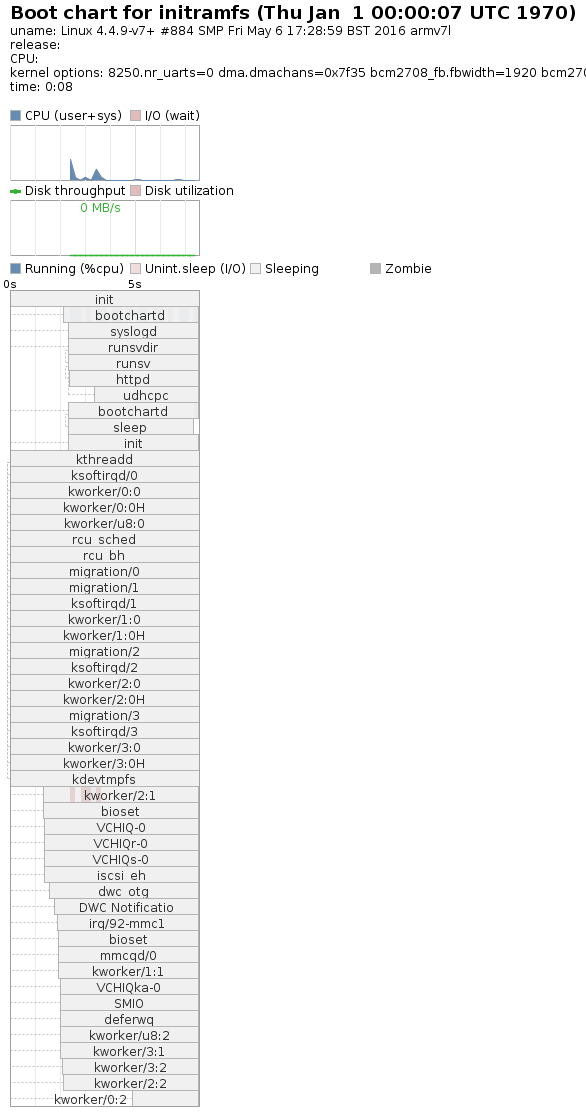 Boot chart for initramfs (Thu Jan  1 00:00:07 UTC 1970)
uname: Linux 4.4.9-v7+ #884 SMP Fri May 6 17:28:59 BST 2016 armv7l
release:
CPU:
kernel options: 8250.nr_uarts=0 dma.dmachans=0x7f35 bcm2708_fb.fbwidth=1920 bcm270
time: 0:08
CPU (user+sys) I/O (wait)
Disk throughput Disk utilization
0 MB/s
Running (%cpu) Unint.sleep (I/O) Sleeping Zombie
0s 5s
init
bootchartd
syslogd
runsvdir
runsv
httpd
udhcpc
bootchartd
sleep
init
kthreadd
ksoftirqd/0
kworker/0:0
kworker/0:0H
kworker/u8:0
rcu_sched
rcu_bh
migration/0
migration/1
ksoftirqd/1
kworker/1:0
kworker/1:0H
migration/2
ksoftirqd/2
kworker/2:0
kworker/2:0H
migration/3
ksoftirqd/3
kworker/3:0
kworker/3:0H
kdevtmpfs
kworker/2:1
bioset
VCHIQ-0
VCHIQr-0
VCHIQs-0
iscsi_eh
dwc_otg
DWC Notificatio
irq/92-mmc1
bioset
mmcqd/0
kworker/1:1
VCHIQka-0
SMIO
deferwq
kworker/u8:2
kworker/3:1
kworker/3:2
kworker/2:2
kworker/0:2